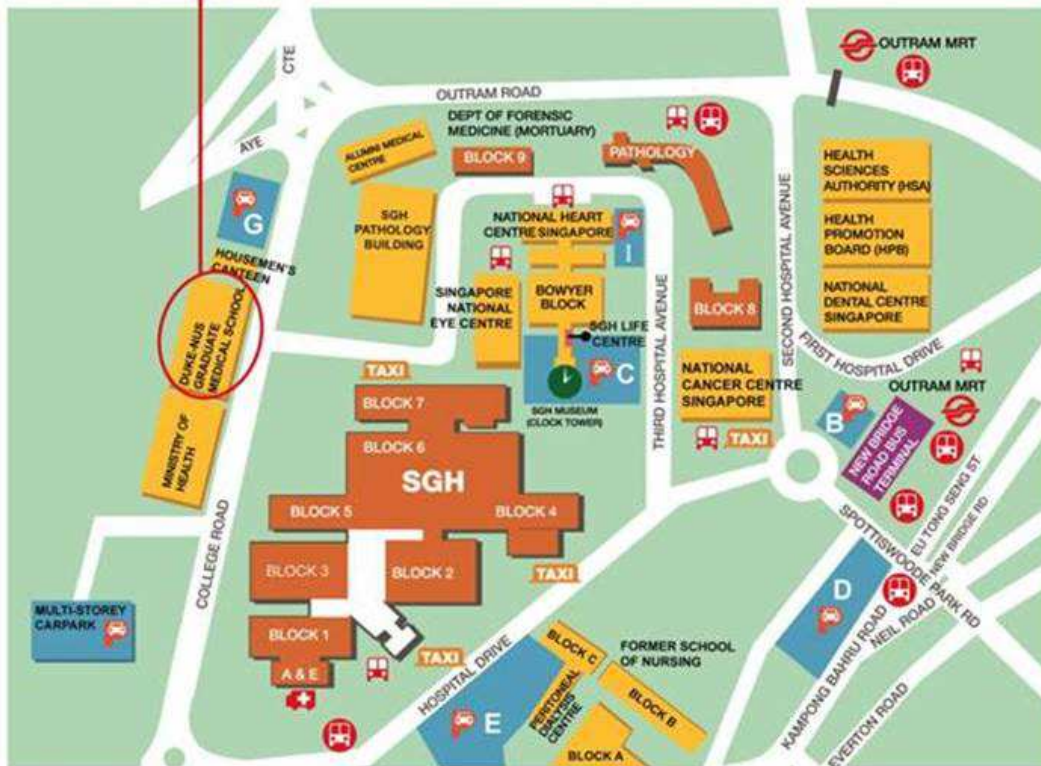 CTE
OUTRAM ROAD
OUTRAM MRT
AYE
ALUMNI MEDICAL
CENTRE
DEPT OF FORENSIC
MEDICINE (MORTUARY)
BLOCK 9
PATHOLOGY
HEALTH
SCIENCES
AUTHORITY (HSA)
HEALTH
PROMOTION
BOARD (HPB)
NATIONAL
DENTAL CENTRE
SINGAPORE
G
HOUSEMEN'S
CANTEEN
SGH
PATHOLOGY
BUILDING
NATIONAL HEART
CENTRE SINGAPORE
I
SINGAPORE
NATIONAL
EYE CENTRE
BOWYER
BLOCK
SGH LIFE
CENTRE
C
SGH MUSEUM
(CLOCK TOWER)
THIRD HOSPITAL AVENUE
BLOCK 8
SECOND HOSPITAL AVENUE
FIRST HOSPITAL DRIVE
NATIONAL
CANCER CENTRE
SINGAPORE
TAXI
OUTRAM MRT
B
NEW BRIDGE
ROAD BUS
TERMINAL
DUKE-NUS
GRADUATE
MEDICAL SCHOOL
MINISTRY OF
HEALTH
COLLEGE ROAD
TAXI
BLOCK 7
BLOCK 6
SGH
BLOCK 5
BLOCK 4
BLOCK 3
BLOCK 2
TAXI
BLOCK 1
A & E
TAXI
MULTI-STOREY
CARPARK
HOSPITAL DRIVE
E
BLOCK C
PERITONEAL
DIALYSIS
CENTRE
FORMER SCHOOL
OF NURSING
BLOCK B
BLOCK A
D
SPOTTISWOODE PARK RD
EU TONG SENG ST
NEW BRIDGE RD
NEIL ROAD
KAMPONG BAHRU ROAD
EVERTON ROAD